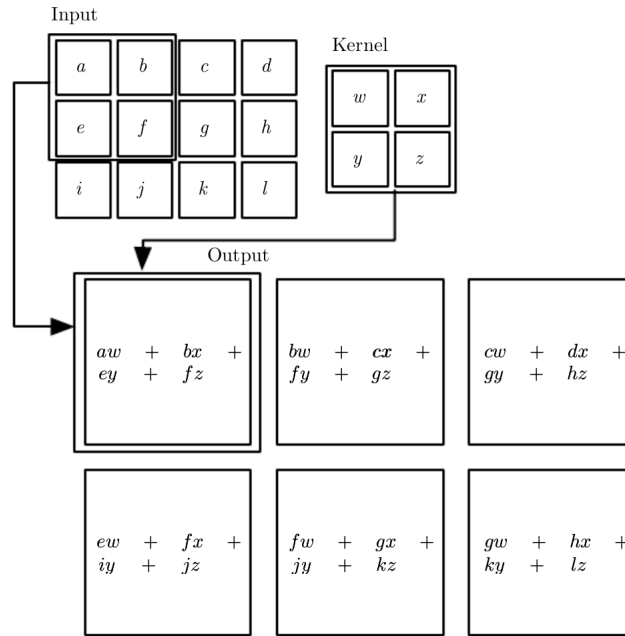 Input
Kernel
a b c d
w x
e f g h
y z
i j k l
Output
aw + bx +
ey + fz
bw + cx +
fy + gz
cw + dx +
gy + hz
ew + fx +
iy + jz
fw + gx +
jy + kz
gw + hx +
ky + lz